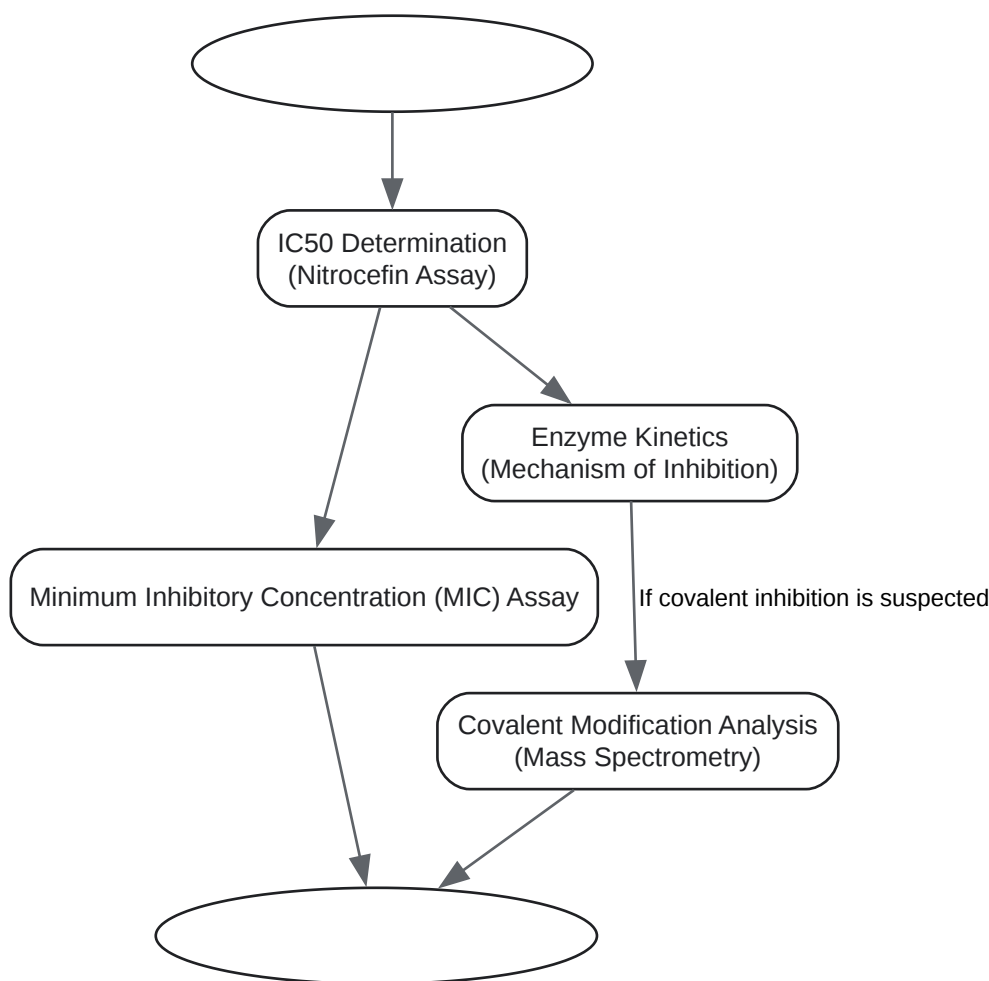 IC50 Determination
(Nitrocefin Assay)
Enzyme Kinetics
(Mechanism of Inhibition)
Minimum Inhibitory Concentration (MIC) Assay
If covalent inhibition is suspected
Covalent Modification Analysis
(Mass Spectrometry)